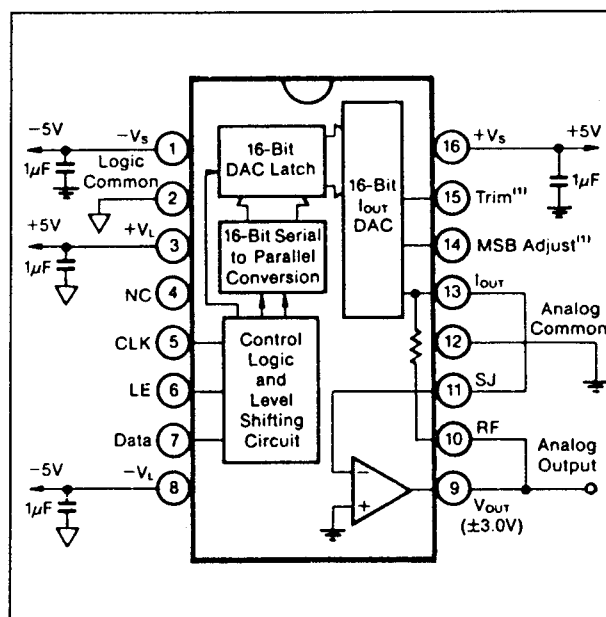 −5V
−Vs
1
1µF
Logic
Common
2
+5V
+VL
3
1µF
NC
4
CLK
5
LE
6
Data
7
−5V
−VL
8
1µF
16-Bit
DAC Latch
16-Bit Serial
to Parallel
Conversion
Control
Logic
and
Level
Shifting
Circuit
16-Bit
IOUT
DAC
−
+
16
+Vs
+5V
1µF
15
Trim(1)
14
MSB Adjust(1)
13
IOUT
Analog
Common
12
11
SJ
10
RF
Analog
Output
9
VOUT
(±3.0V)